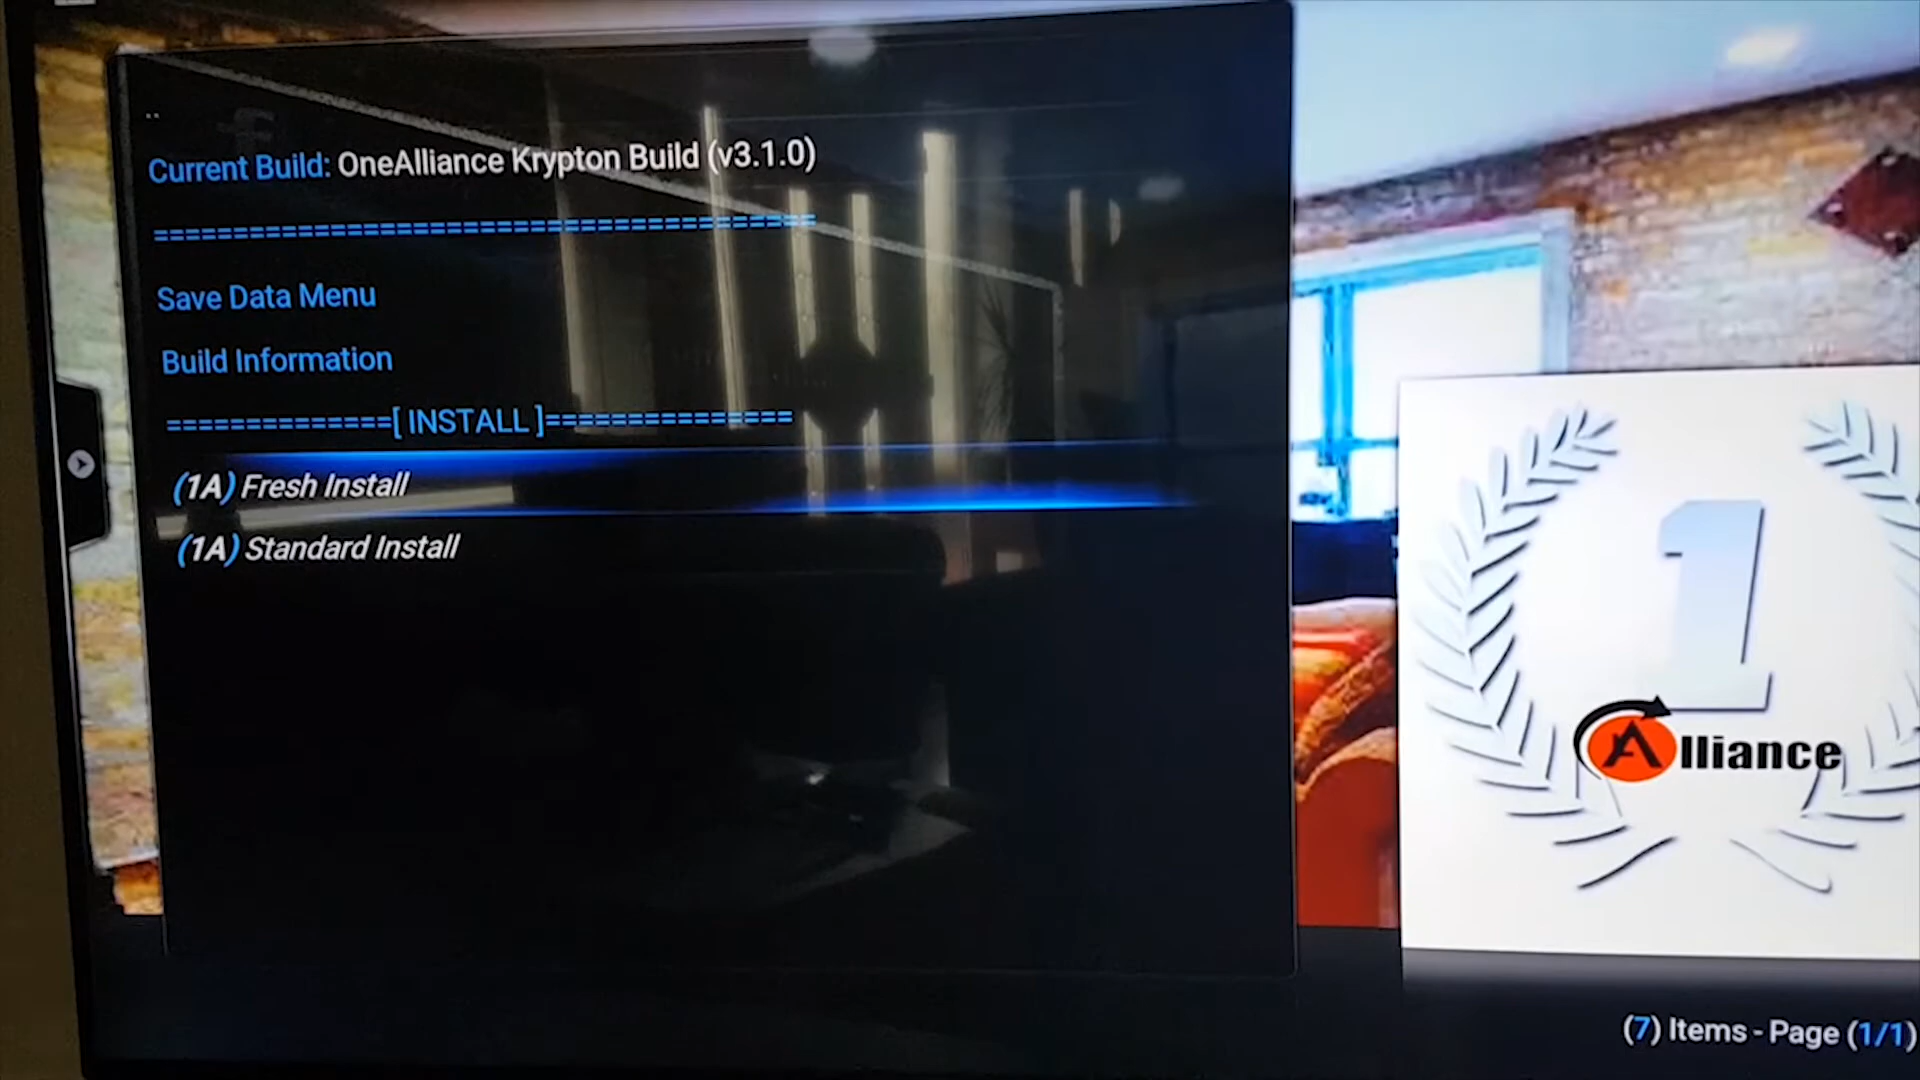 ..
Current Build: OneAlliance Krypton Build (v3.1.0)
=====================================
Save Data Menu
Build Information
==============[ INSTALL ]===============
(1A) Fresh Install
(1A) Standard Install
1
Alliance
(7) Items - Page (1/1)